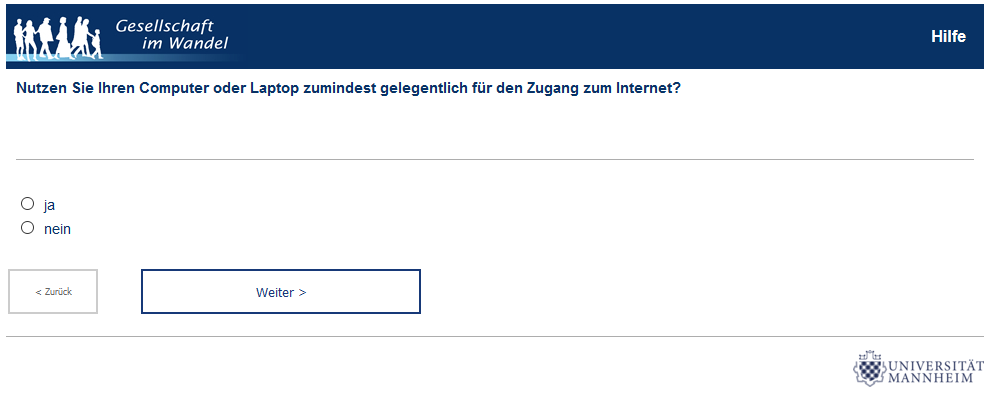 Gesellschaft
im Wandel
Hilfe
Nutzen Sie Ihren Computer oder Laptop zumindest gelegentlich für den Zugang zum Internet?
ja
nein
< Zurück
Weiter >
UNIVERSITÄT
MANNHEIM